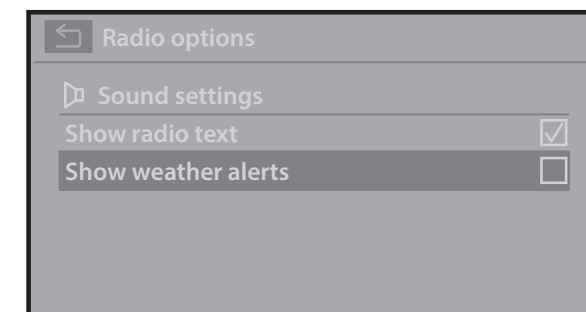 Radio options
Sound settings
Show radio text
Show weather alerts